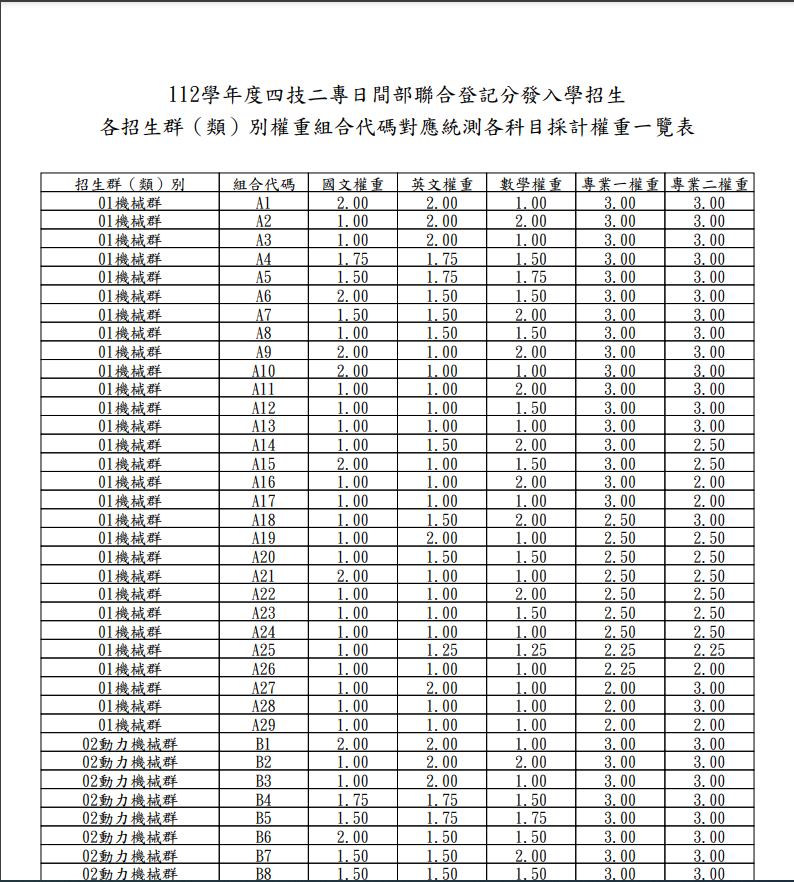 112學年度四技二專日間部聯合登記分發入學招生
各招生群（類）別權重組合代碼對應統測各科目採計權重一覽表
招生群（類）別 組合代碼 國文權重 英文權重 數學權重 專業一權重 專業二權重
01機械群 A1 2.00 2.00 1.00 3.00 3.00
01機械群 A2 1.00 2.00 2.00 3.00 3.00
01機械群 A3 1.00 2.00 1.00 3.00 3.00
01機械群 A4 1.75 1.75 1.50 3.00 3.00
01機械群 A5 1.50 1.75 1.75 3.00 3.00
01機械群 A6 2.00 1.50 1.50 3.00 3.00
01機械群 A7 1.50 1.50 2.00 3.00 3.00
01機械群 A8 1.00 1.50 1.50 3.00 3.00
01機械群 A9 2.00 1.00 2.00 3.00 3.00
01機械群 A10 2.00 1.00 1.00 3.00 3.00
01機械群 A11 1.00 1.00 2.00 3.00 3.00
01機械群 A12 1.00 1.00 1.50 3.00 3.00
01機械群 A13 1.00 1.00 1.00 3.00 3.00
01機械群 A14 1.00 1.50 2.00 3.00 2.50
01機械群 A15 2.00 1.00 1.50 3.00 2.50
01機械群 A16 1.00 1.00 2.00 3.00 2.00
01機械群 A17 1.00 1.00 1.00 3.00 2.00
01機械群 A18 1.00 1.50 2.00 2.50 3.00
01機械群 A19 1.00 2.00 1.00 2.50 2.50
01機械群 A20 1.00 1.50 1.50 2.50 2.50
01機械群 A21 2.00 1.00 1.00 2.50 2.50
01機械群 A22 1.00 1.00 2.00 2.50 2.50
01機械群 A23 1.00 1.00 1.50 2.50 2.50
01機械群 A24 1.00 1.00 1.00 2.50 2.50
01機械群 A25 1.00 1.25 1.25 2.25 2.25
01機械群 A26 1.00 1.00 1.00 2.25 2.00
01機械群 A27 1.00 2.00 1.00 2.00 3.00
01機械群 A28 1.00 1.00 1.00 2.00 3.00
01機械群 A29 1.00 1.00 1.00 2.00 2.00
02動力機械群 B1 2.00 2.00 1.00 3.00 3.00
02動力機械群 B2 1.00 2.00 2.00 3.00 3.00
02動力機械群 B3 1.00 2.00 1.00 3.00 3.00
02動力機械群 B4 1.75 1.75 1.50 3.00 3.00
02動力機械群 B5 1.50 1.75 1.75 3.00 3.00
02動力機械群 B6 2.00 1.50 1.50 3.00 3.00
02動力機械群 B7 1.50 1.50 2.00 3.00 3.00
02動力機械群 B8 1.50 1.50 1.50 3.00 3.00